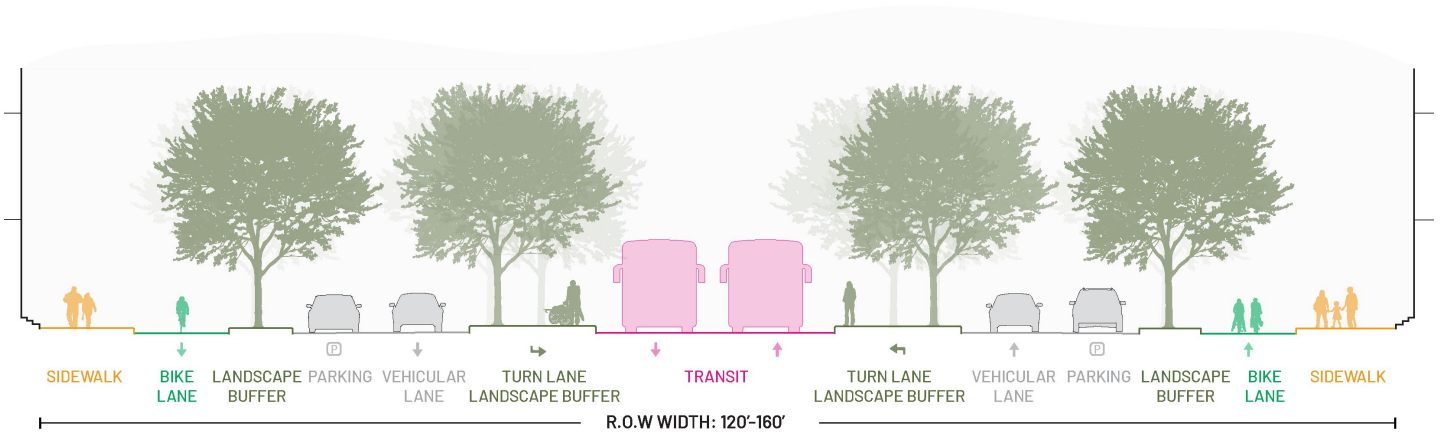 P
P
SIDEWALK
BIKE
LANE
LANDSCAPE
BUFFER
PARKING
VEHICULAR
LANE
TURN LANE
LANDSCAPE BUFFER
TRANSIT
TURN LANE
LANDSCAPE BUFFER
VEHICULAR
LANE
PARKING
LANDSCAPE
BUFFER
BIKE
LANE
SIDEWALK
R.O.W WIDTH: 120'-160'